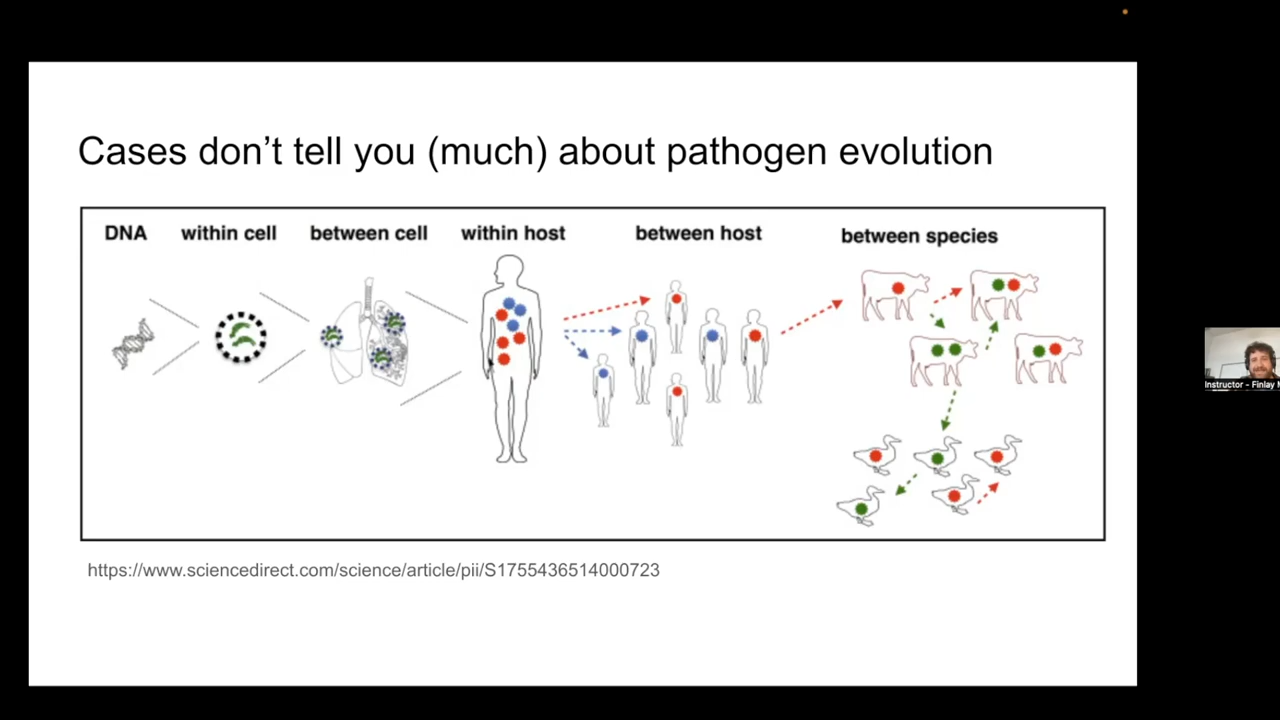 Cases don't tell you (much) about pathogen evolution
DNA within cell between cell within host between host between species
https://www.sciencedirect.com/science/article/pii/S1755436514000723
Instructor - Finlay M